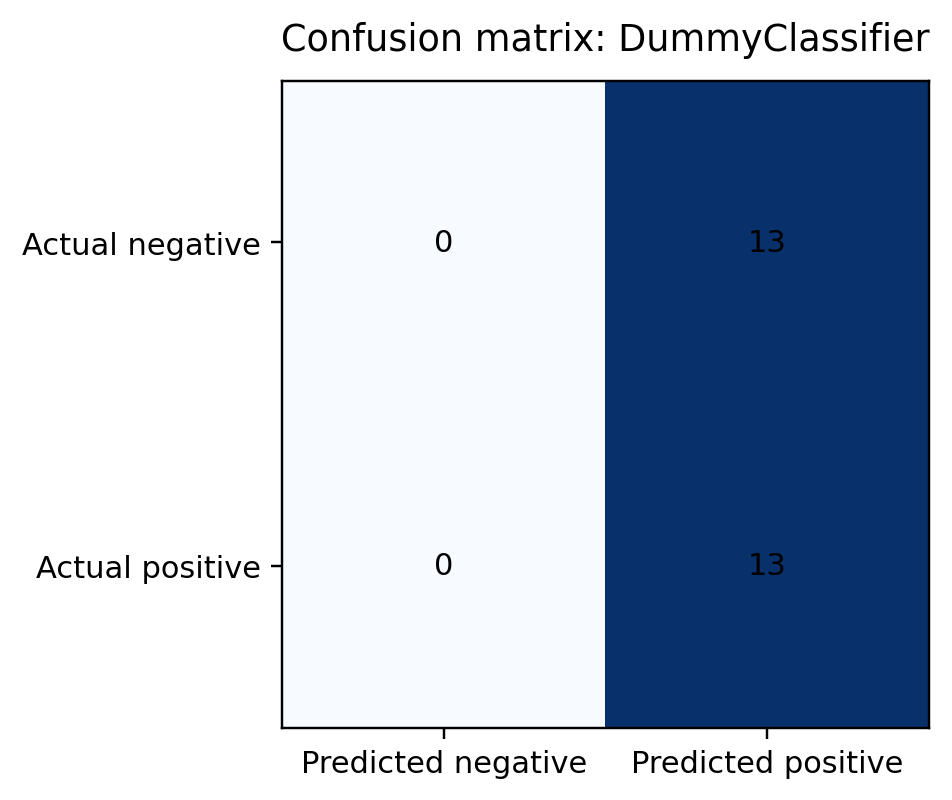 Confusion matrix: DummyClassifier
Actual negative
0
13
Actual positive
0
13
Predicted negative
Predicted positive